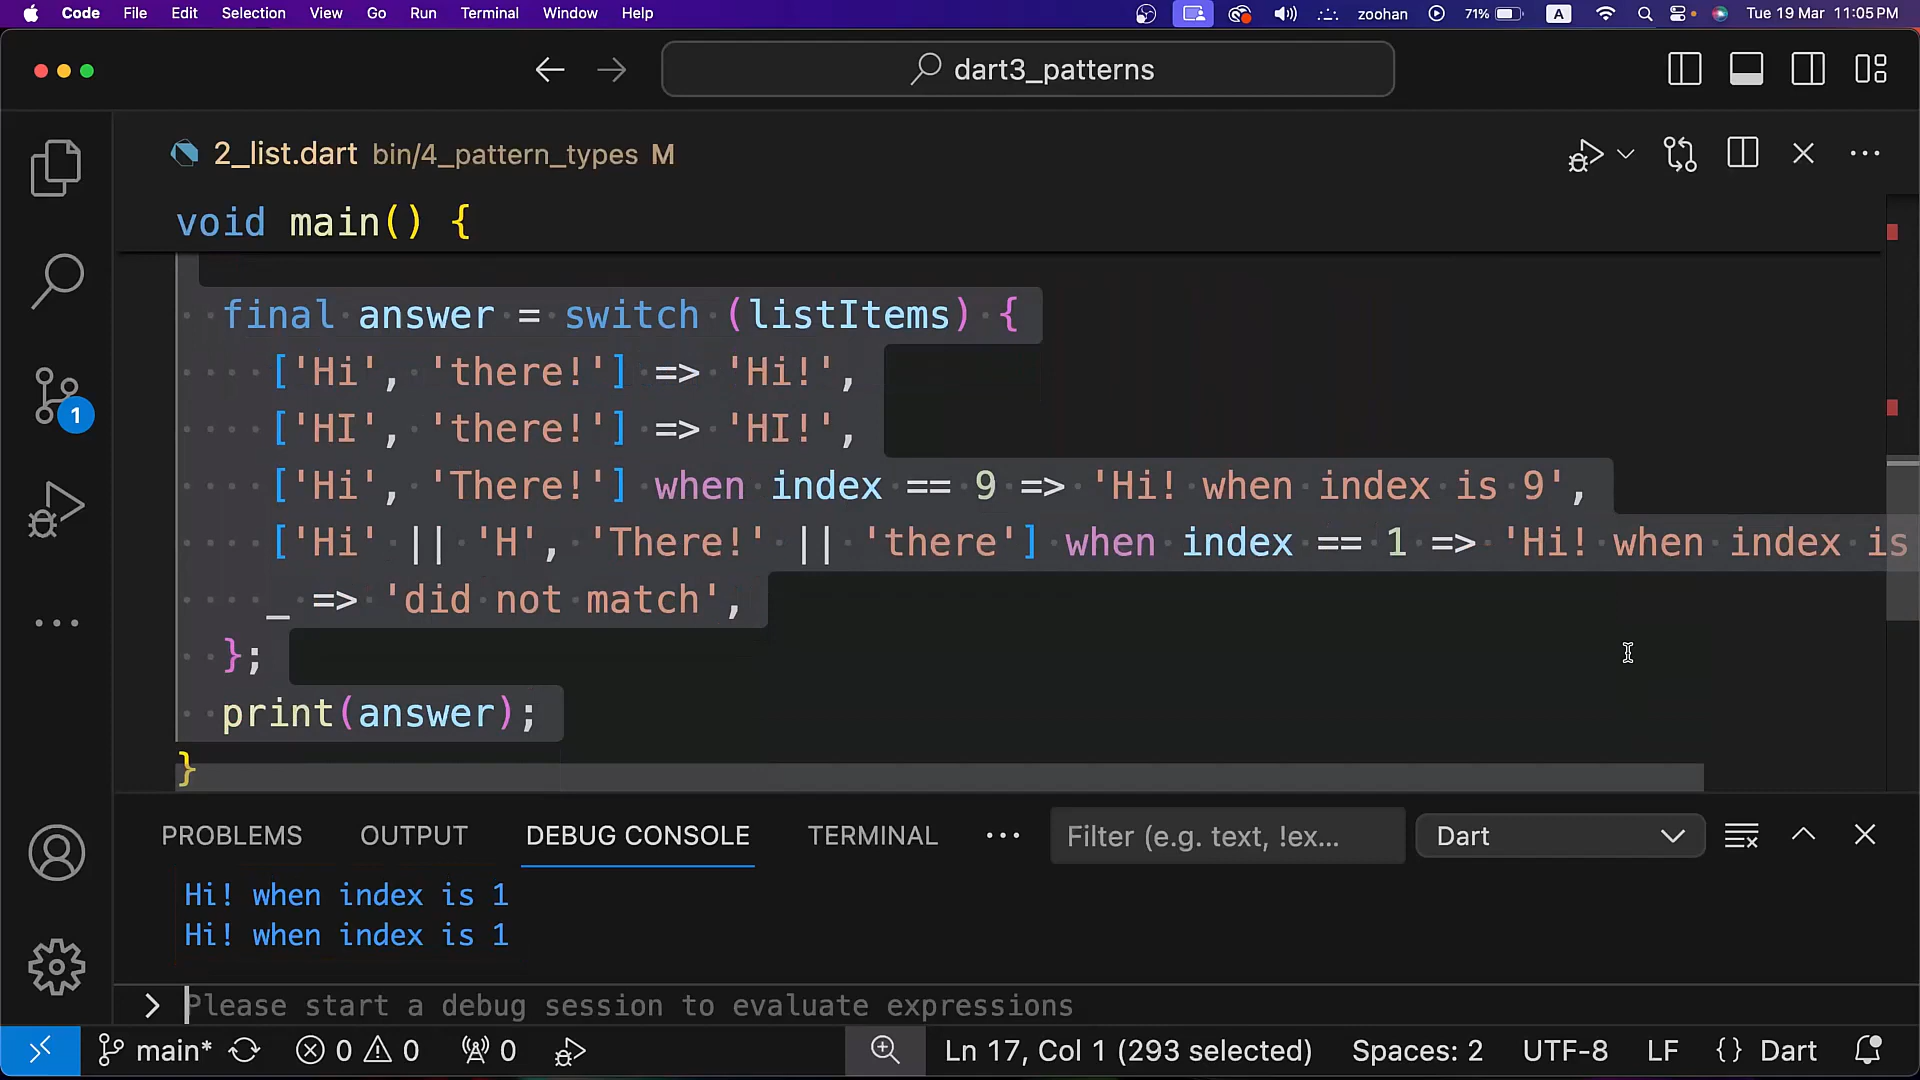 Code File Edit Selection View Go Run Terminal Window Help zoohan 71% A Tue 19 Mar 11:05 PM
dart3_patterns
2_list.dart bin/4_pattern_types M
void main() {
final answer = switch (listItems) {
['Hi', 'there!'] => 'Hi!',
['HI', 'there!'] => 'HI!',
['Hi', 'There!'] when index == 9 => 'Hi! when index is 9',
['Hi' || 'H', 'There!' || 'there'] when index == 1 => 'Hi! when index is
_ => 'did not match',
};
print(answer);
}
PROBLEMS OUTPUT DEBUG CONSOLE TERMINAL ··· Filter (e.g. text, !ex... Dart
Hi! when index is 1
Hi! when index is 1
Please start a debug session to evaluate expressions
1
main* 0 0 0 Ln 17, Col 1 (293 selected) Spaces: 2 UTF-8 LF {} Dart